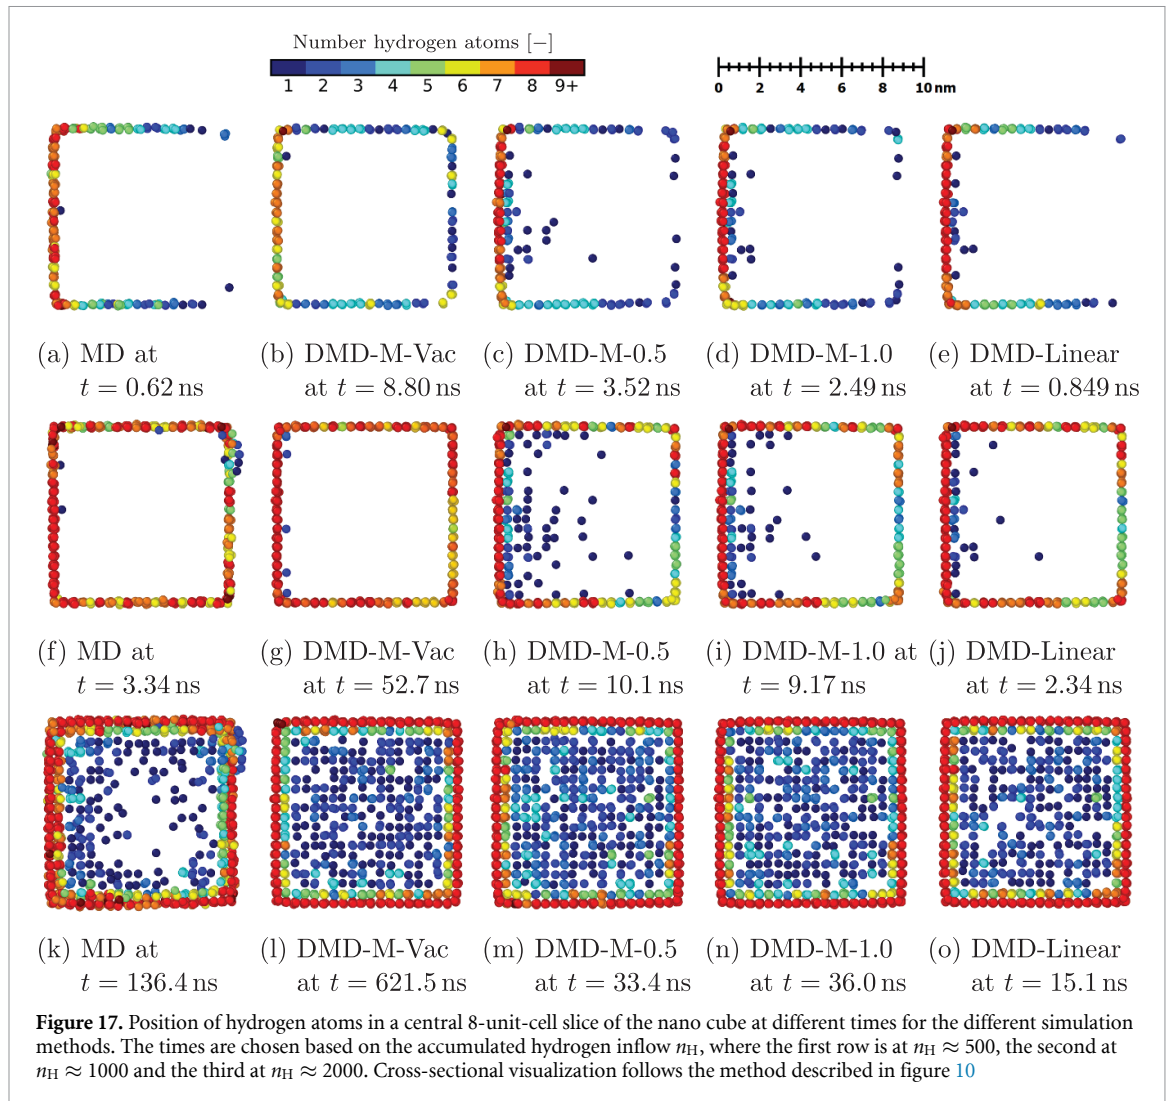 Number hydrogen atoms [−]
1 2 3 4 5 6 7 8 9+
0 2 4 6 8 10 nm
(a) MD at
t = 0.62 ns
(b) DMD-M-Vac
at t = 8.80 ns
(c) DMD-M-0.5
at t = 3.52 ns
(d) DMD-M-1.0
at t = 2.49 ns
(e) DMD-Linear
at t = 0.849 ns
(f) MD at
t = 3.34 ns
(g) DMD-M-Vac
at t = 52.7 ns
(h) DMD-M-0.5
at t = 10.1 ns
(i) DMD-M-1.0 at
t = 9.17 ns
(j) DMD-Linear
at t = 2.34 ns
(k) MD at
t = 136.4 ns
(l) DMD-M-Vac
at t = 621.5 ns
(m) DMD-M-0.5
at t = 33.4 ns
(n) DMD-M-1.0
at t = 36.0 ns
(o) DMD-Linear
at t = 15.1 ns
Figure 17. Position of hydrogen atoms in a central 8-unit-cell slice of the nano cube at different times for the different simulation
methods. The times are chosen based on the accumulated hydrogen inflow nH, where the first row is at nH ≈ 500, the second at
nH ≈ 1000 and the third at nH ≈ 2000. Cross-sectional visualization follows the method described in figure 10